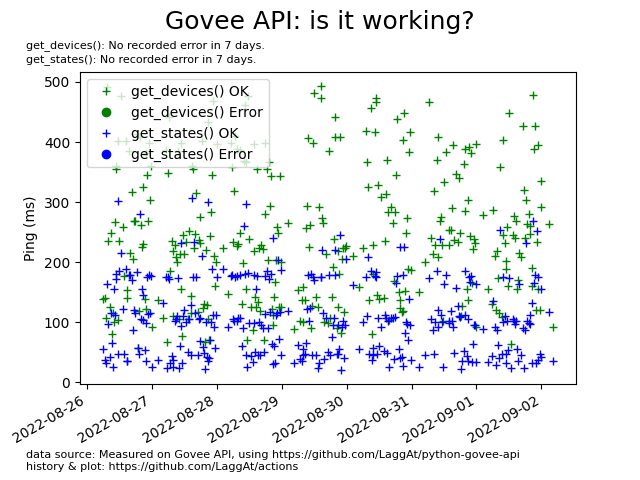 Govee API: is it working?
get_devices(): No recorded error in 7 days.
get_states(): No recorded error in 7 days.
get_devices() OK
get_devices() Error
get_states() OK
get_states() Error
Ping (ms)
500
400
300
200
100
0
2022-08-26
2022-08-27
2022-08-28
2022-08-29
2022-08-30
2022-08-31
2022-09-01
2022-09-02
data source: Measured on Govee API, using https://github.com/LaggAt/python-govee-api
history & plot: https://github.com/LaggAt/actions